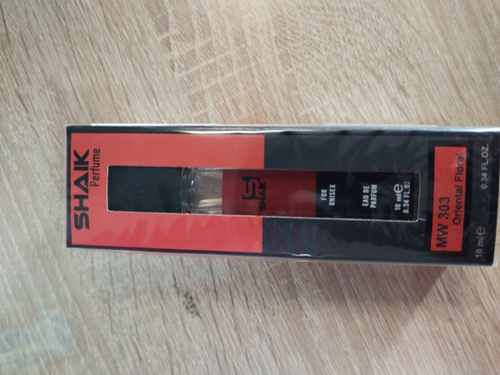 SHAIK
Perfume
SHAIK
FOR
UNISEX
EAU DE
PARFUM
10 ml e
0.34 FL.OZ
MW 303
Oriental Floral
10 ml e 0.34 FL.OZ.